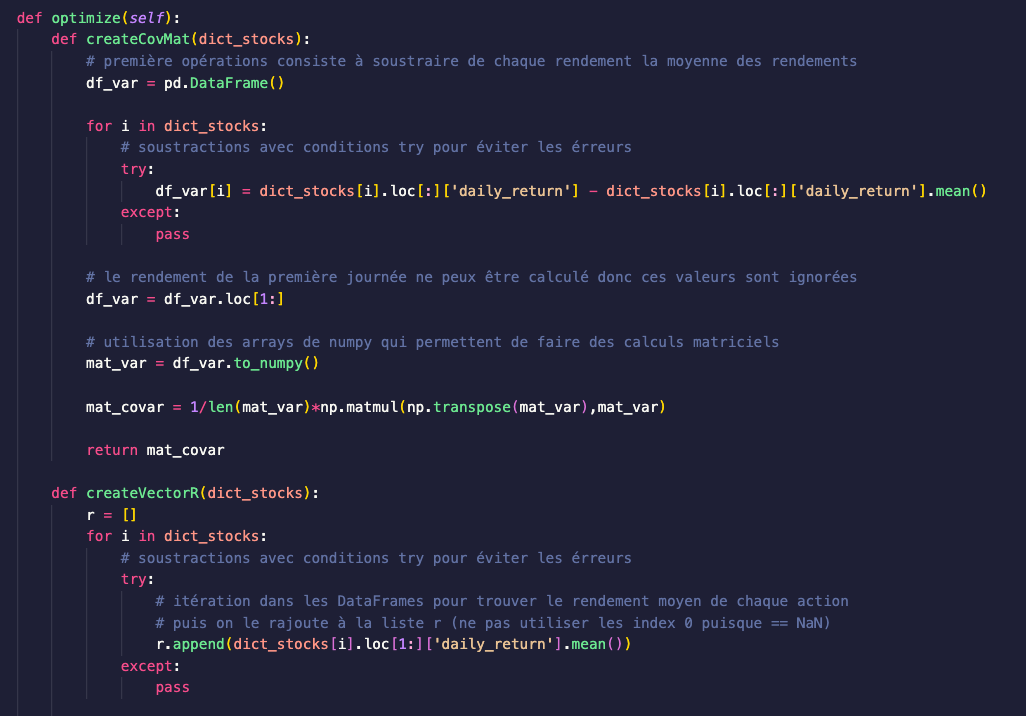 def optimize(self):
    def createCovMat(dict_stocks):
        # première opérations consiste à soustraire de chaque rendement la moyenne des rendements
        df_var = pd.DataFrame()

        for i in dict_stocks:
            # soustractions avec conditions try pour éviter les érreurs
            try:
                df_var[i] = dict_stocks[i].loc[:]['daily_return'] - dict_stocks[i].loc[:]['daily_return'].mean()
            except:
                pass

        # le rendement de la première journée ne peux être calculé donc ces valeurs sont ignorées
        df_var = df_var.loc[1:]

        # utilisation des arrays de numpy qui permettent de faire des calculs matriciels
        mat_var = df_var.to_numpy()

        mat_covar = 1/len(mat_var)*np.matmul(np.transpose(mat_var),mat_var)

        return mat_covar

    def createVectorR(dict_stocks):
        r = []
        for i in dict_stocks:
            # soustractions avec conditions try pour éviter les érreurs
            try:
                # itération dans les DataFrames pour trouver le rendement moyen de chaque action
                # puis on le rajoute à la liste r (ne pas utiliser les index 0 puisque == NaN)
                r.append(dict_stocks[i].loc[1:]['daily_return'].mean())
            except:
                pass